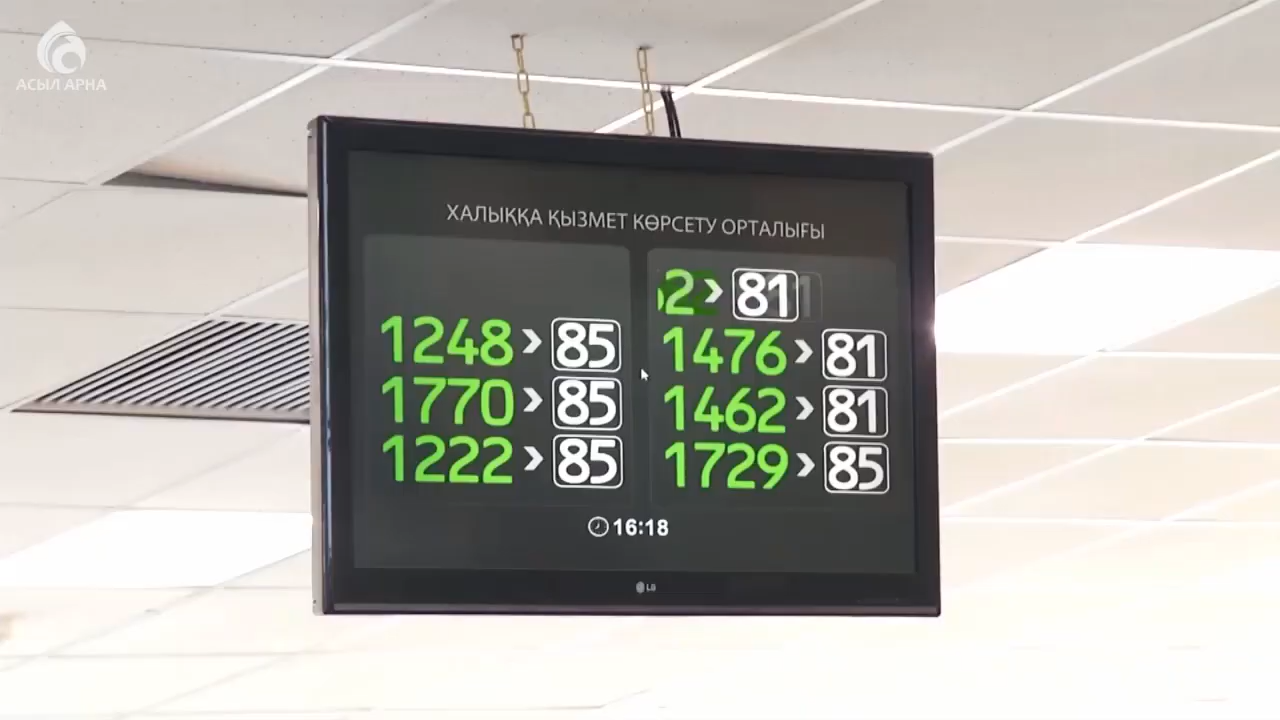 АСЫЛ АРНА
ХАЛЫҚҚА ҚЫЗМЕТ КӨРСЕТУ ОРТАЛЫҒЫ
1248 › 85
1770 › 85
1222 › 85
2 › 81
1476 › 81
1462 › 81
1729 › 85
16:18
LG